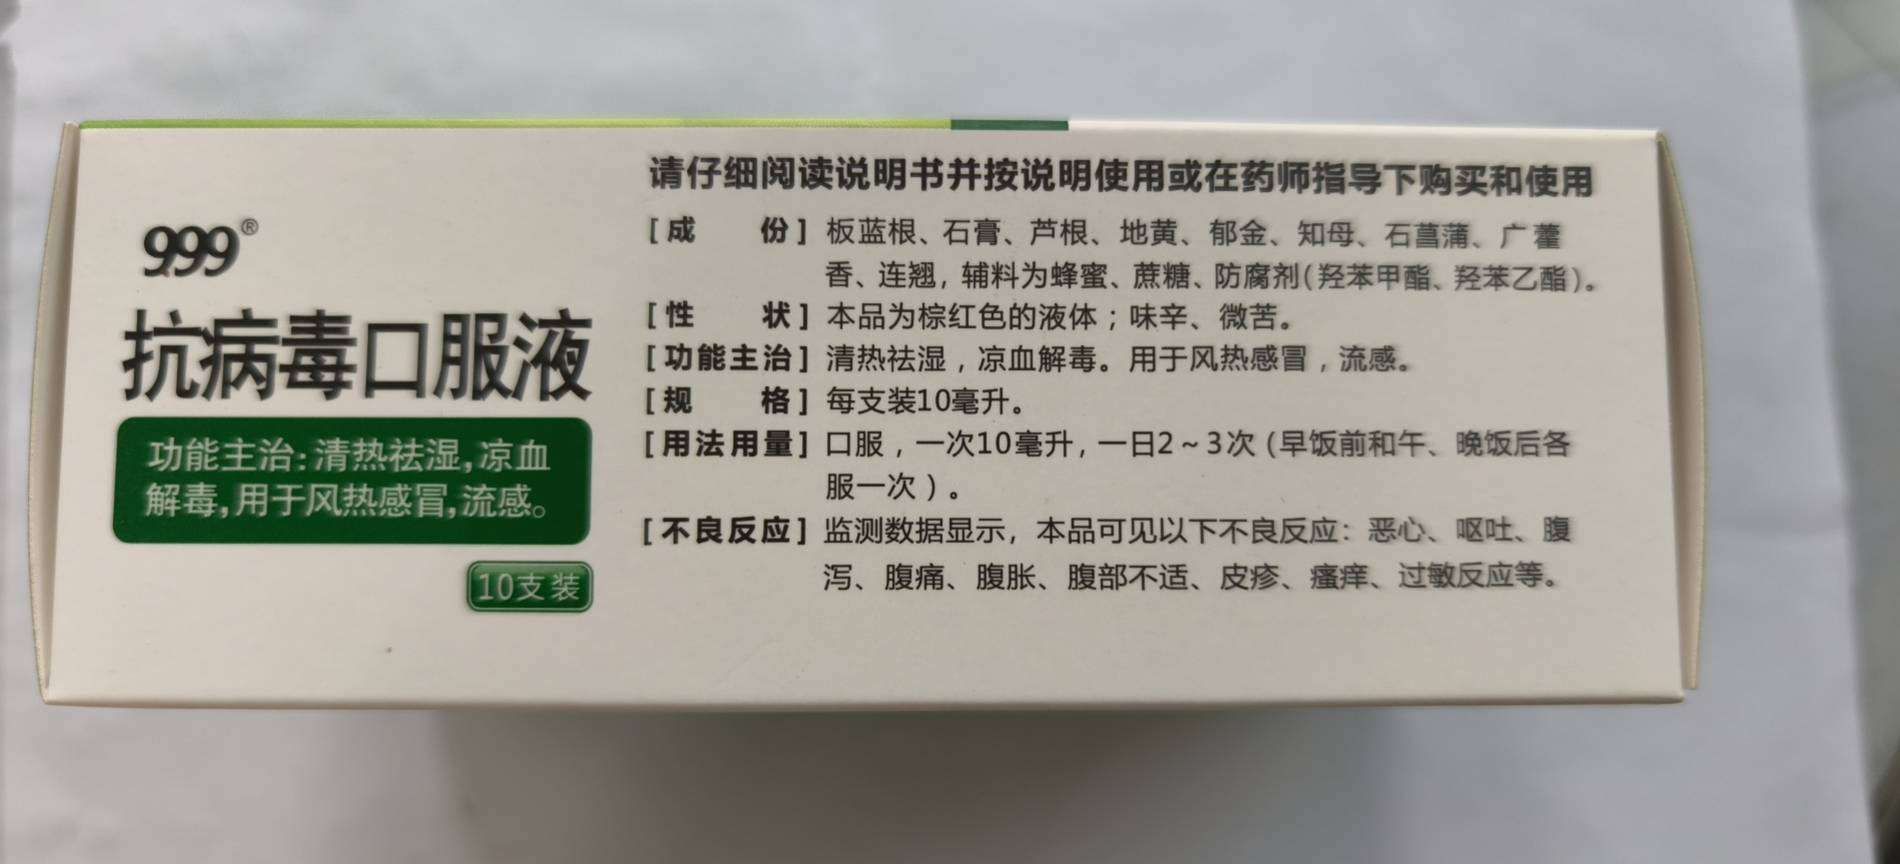 999®
抗病毒口服液
功能主治:清热祛湿,凉血
解毒,用于风热感冒,流感。
10支装
请仔细阅读说明书并按说明使用或在药师指导下购买和使用
[成 份] 板蓝根、石膏、芦根、地黄、郁金、知母、石菖蒲、广藿
香、连翘,辅料为蜂蜜、蔗糖、防腐剂(羟苯甲酯、羟苯乙酯)。
[性 状] 本品为棕红色的液体;味辛、微苦。
[功能主治] 清热祛湿,凉血解毒。用于风热感冒,流感。
[规 格] 每支装10毫升。
[用法用量] 口服,一次10毫升,一日2~3次(早饭前和午、晚饭后各
服一次)。
[不良反应] 监测数据显示,本品可见以下不良反应:恶心、呕吐、腹
泻、腹痛、腹胀、腹部不适、皮疹、瘙痒、过敏反应等。